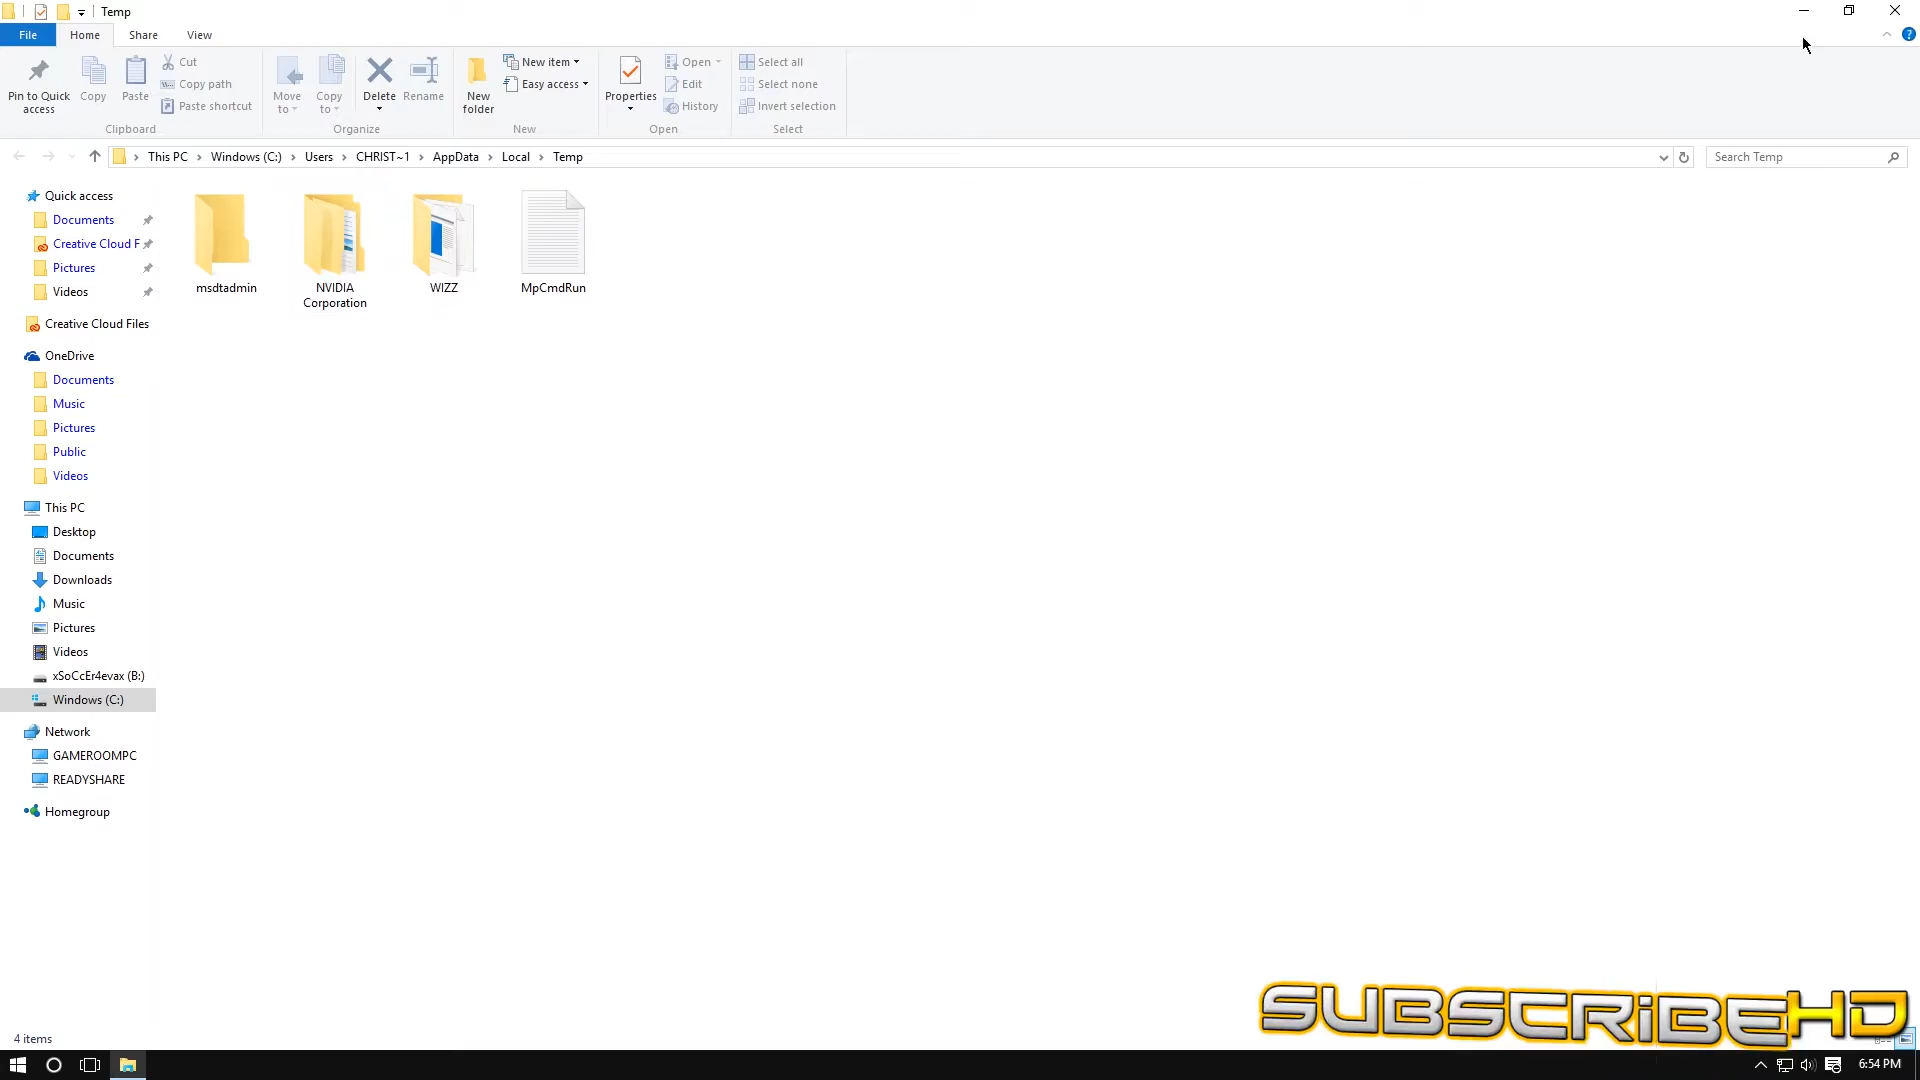 Temp
File Home Share View
Pin to Quick access
Copy
Paste
Cut
Copy path
Paste shortcut
Clipboard
Move to
Copy to
Delete
Rename
Organize
New folder
New item
Easy access
New
Properties
Open
Edit
History
Open
Select all
Select none
Invert selection
Select
This PC Windows (C:) Users CHRIST~1 AppData Local Temp
Search Temp
Quick access
Documents
Creative Cloud F
Pictures
Videos
Creative Cloud Files
OneDrive
Documents
Music
Pictures
Public
Videos
This PC
Desktop
Documents
Downloads
Music
Pictures
Videos
xSoCcEr4evax (B:)
Windows (C:)
Network
GAMEROOMPC
READYSHARE
Homegroup
msdtadmin
NVIDIA
Corporation
WIZZ
MpCmdRun
4 items
SUBSCRiBEHD
6:54 PM